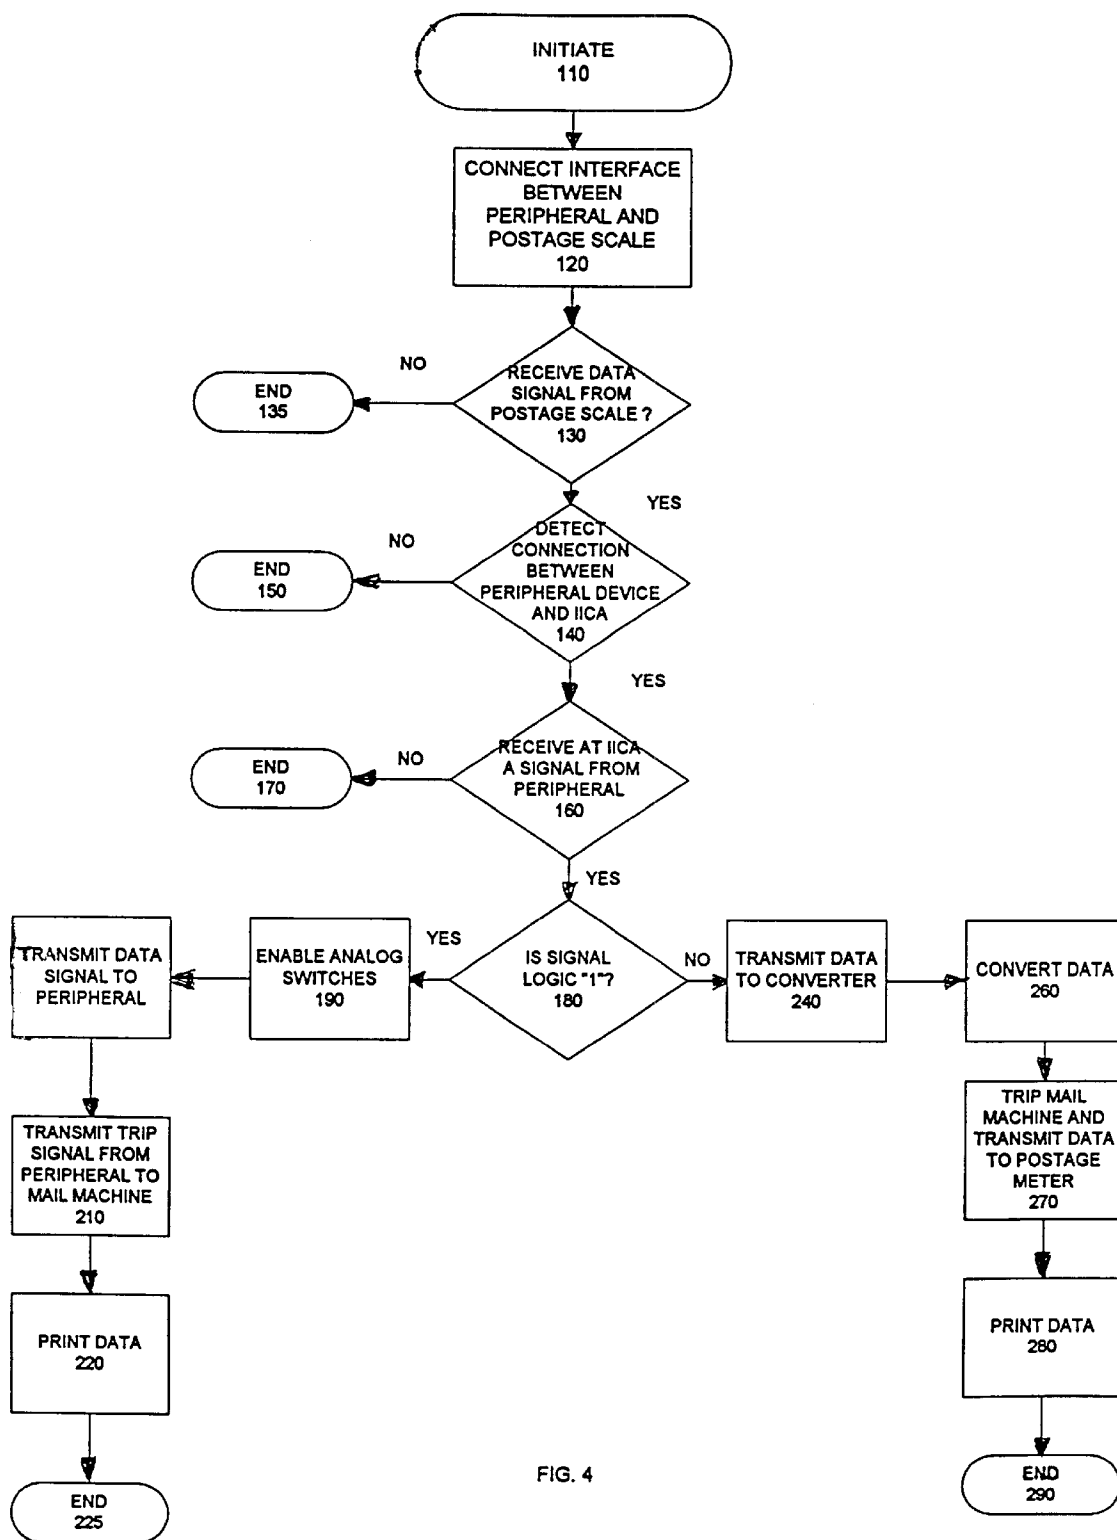 INITIATE
110
CONNECT INTERFACE
BETWEEN
PERIPHERAL AND
POSTAGE SCALE
120
NO
RECEIVE DATA
SIGNAL FROM
POSTAGE SCALE ?
130
END
135
YES
NO
DETECT
CONNECTION
BETWEEN
PERIPHERAL DEVICE
AND IICA
140
END
150
YES
NO
RECEIVE AT IICA
A SIGNAL FROM
PERIPHERAL
160
END
170
YES
YES
IS SIGNAL
LOGIC "1"?
180
NO
ENABLE ANALOG
SWITCHES
190
TRANSMIT DATA
SIGNAL TO
PERIPHERAL
TRANSMIT TRIP
SIGNAL FROM
PERIPHERAL TO
MAIL MACHINE
210
PRINT DATA
220
END
225
TRANSMIT DATA
TO CONVERTER
240
CONVERT DATA
260
TRIP MAIL
MACHINE AND
TRANSMIT DATA
TO POSTAGE
METER
270
PRINT DATA
280
END
290
FIG. 4